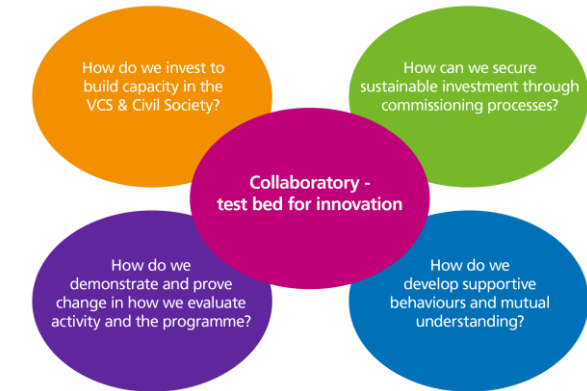 How do we invest to
build capacity in the
VCS & Civil Society?
How can we secure
sustainable investment through
commissioning processes?
Collaboratory -
test bed for innovation
How do we
demonstrate and prove
change in how we evaluate
activity and the programme?
How do we
develop supportive
behaviours and mutual
understanding?